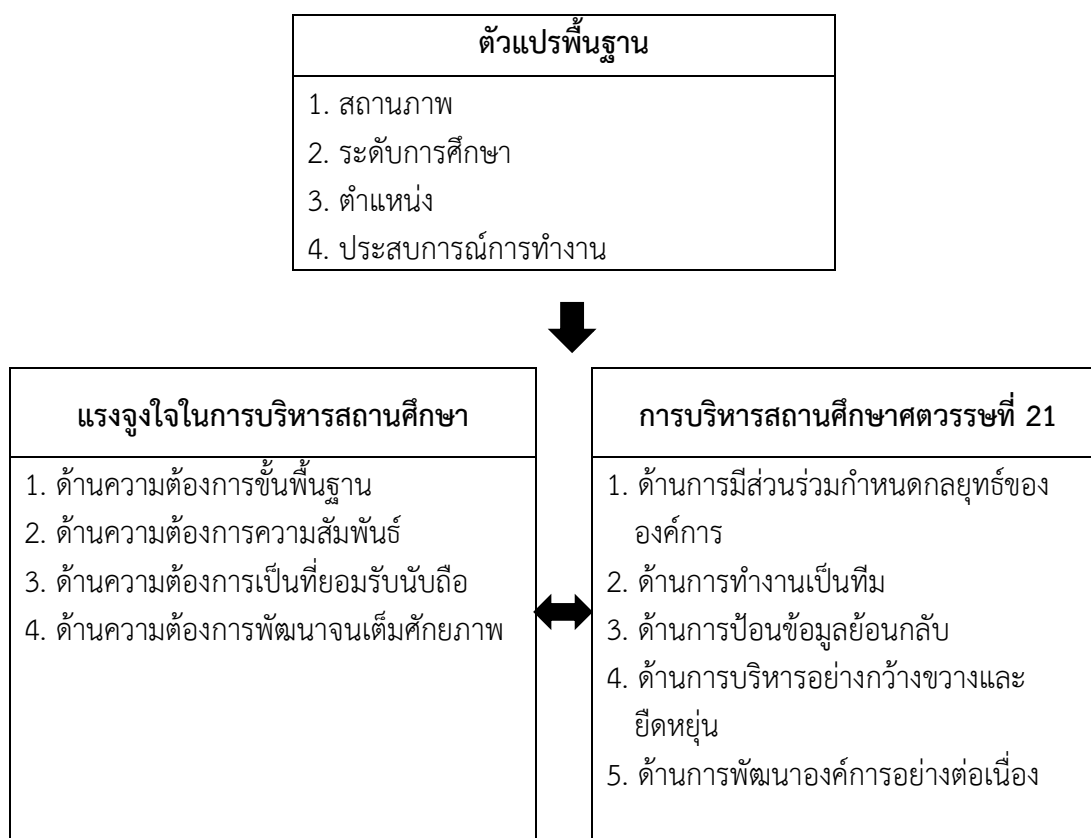 ตัวแปรพื้นฐาน
1. สถานภาพ
2. ระดับการศึกษา
3. ตำแหน่ง
4. ประสบการณ์การทำงาน
แรงจูงใจในการบริหารสถานศึกษา
1. ด้านความต้องการขั้นพื้นฐาน
2. ด้านความต้องการความสัมพันธ์
3. ด้านความต้องการเป็นที่ยอมรับนับถือ
4. ด้านความต้องการพัฒนาจนเต็มศักยภาพ
การบริหารสถานศึกษาศตวรรษที่ 21
1. ด้านการมีส่วนร่วมกำหนดกลยุทธ์ของ
องค์การ
2. ด้านการทำงานเป็นทีม
3. ด้านการป้อนข้อมูลย้อนกลับ
4. ด้านการบริหารอย่างกว้างขวางและ
ยืดหยุ่น
5. ด้านการพัฒนาองค์การอย่างต่อเนื่อง